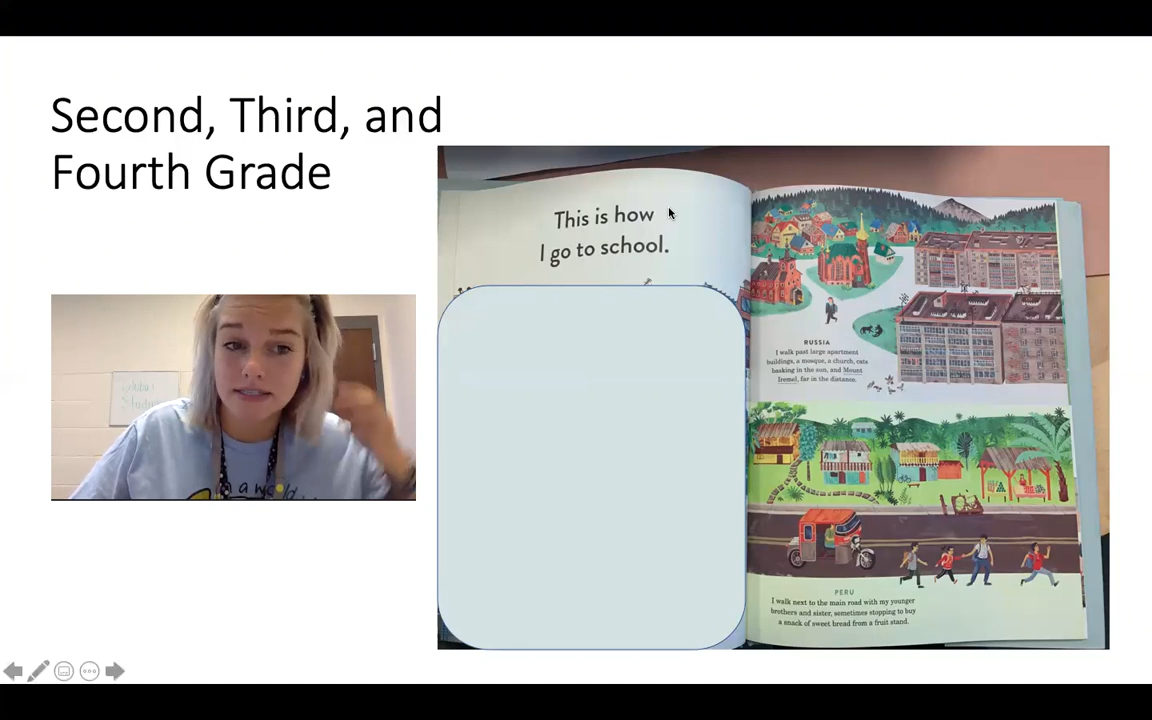 Second, Third, and
Fourth Grade
This is how
I go to school.
RUSSIA
I walk past large apartment
buildings, a mosque, a church, cats
basking in the sun, and Mount
Iremel, far in the distance.
PERU
I walk next to the main road with my younger
brothers and sister, sometimes stopping to buy
a snack of sweet bread from a fruit stand.
in a world